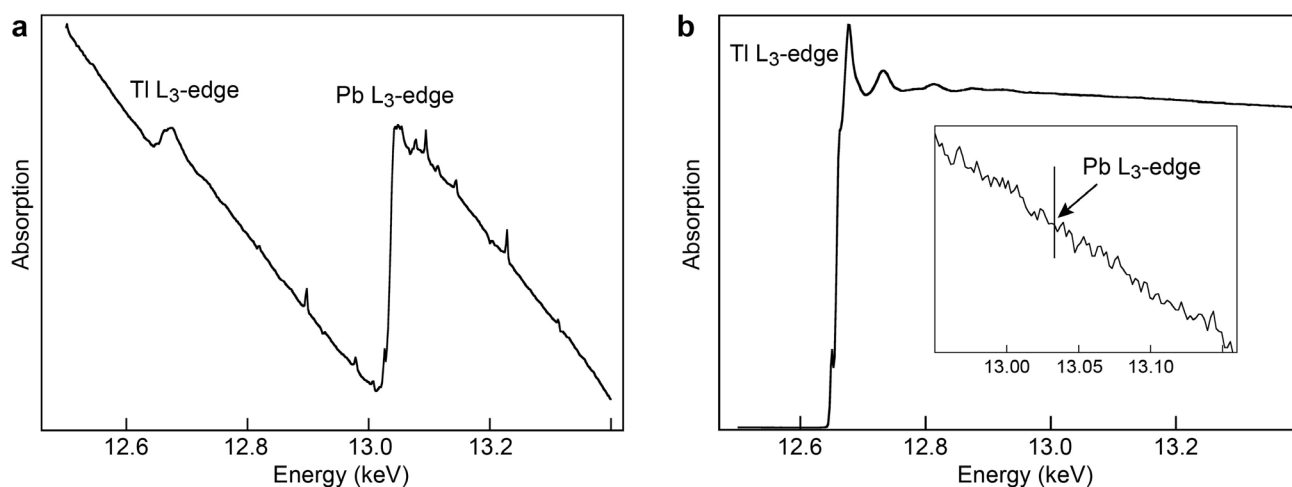 a
Tl L3-edge
Pb L3-edge
Absorption
12.6 12.8 13.0 13.2
Energy (keV)
b
Tl L3-edge
Pb L3-edge
13.00 13.05 13.10
Absorption
12.6 12.8 13.0 13.2
Energy (keV)